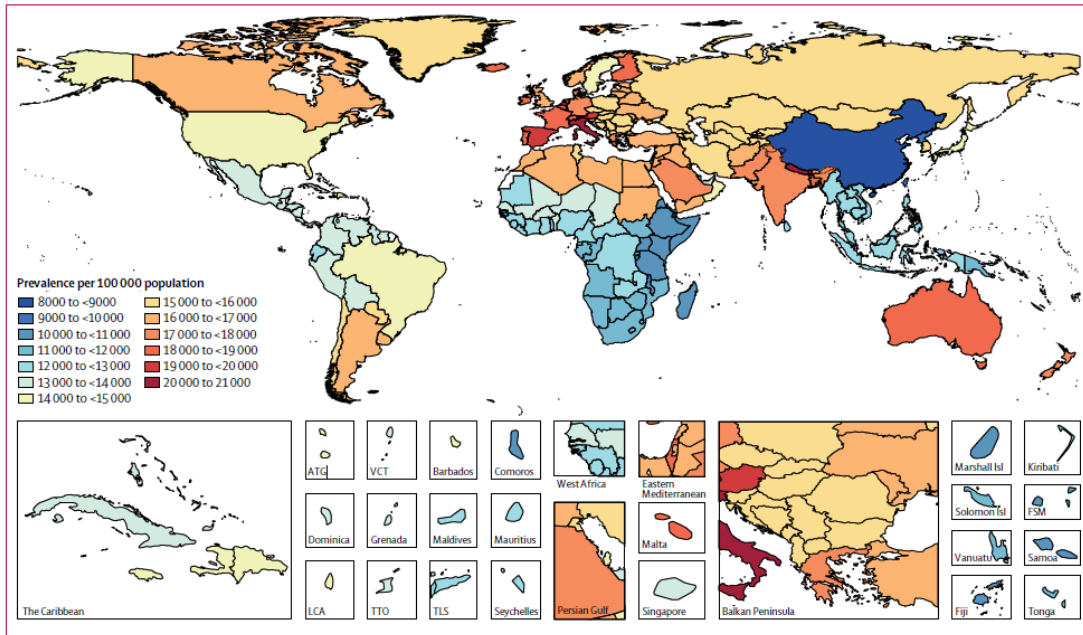 Prevalence per 100 000 population
8000 to <9000
9000 to <10 000
10 000 to <11 000
11 000 to <12 000
12 000 to <13 000
13 000 to <14 000
14 000 to <15 000
15 000 to <16 000
16 000 to <17 000
17 000 to <18 000
18 000 to <19 000
19 000 to <20 000
20 000 to 21 000
The Caribbean
ATG
VCT
Barbados
Comoros
Dominica
Grenada
Maldives
Mauritius
LCA
TTO
TLS
Seychelles
West Africa
Eastern
Mediterranean
Persian Gulf
Malta
Singapore
Balkan Peninsula
Marshall Isl
Kiribati
Solomon Isl
FSM
Vanuatu
Samoa
Fiji
Tonga